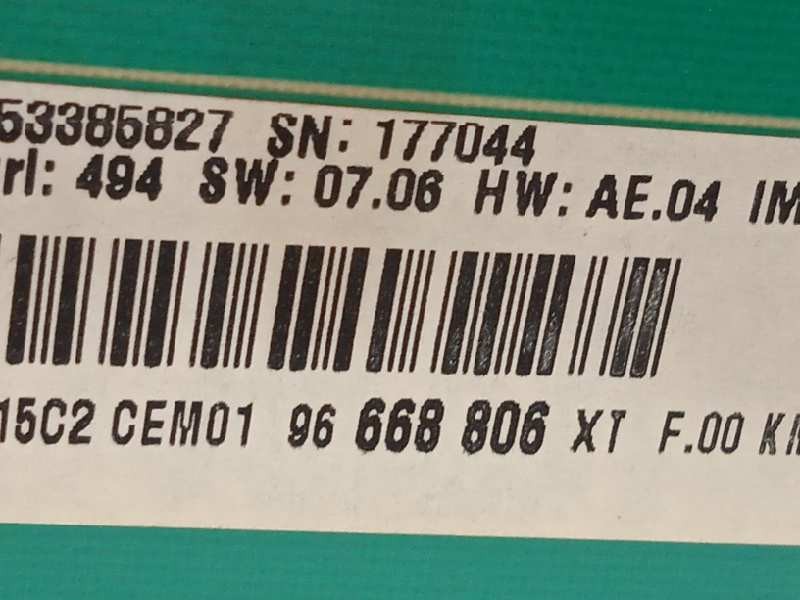 53385827 SN: 177044
rl: 494 SW: 07.06 HW: AE.04 IM
15C2 CEM01 96 668 806 XT F.00 K